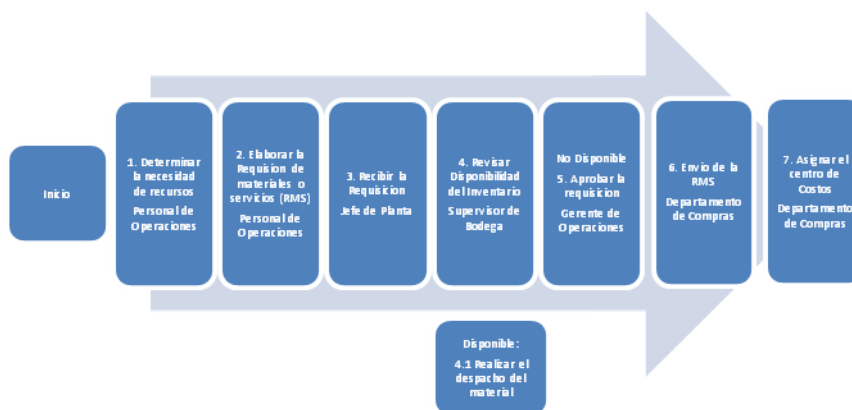 Inicio
1. Determinar
la necesidad
de recursos
Personal de
Operaciones
2. Elaborar la
Requision de
materiales o
servicios (RMS)
Personal de
Operaciones
3. Recibir la
Requisicion
Jefe de Planta
4. Revisar
Disponibilidad
del Inventario
Supervisor de
Bodega
No Disponible
5. Aprobar la
requisicion
Gerente de
Operaciones
6. Envio de la
RMS
Departamento
de Compras
7. Asignar el
centro de
Costos
Departamento
de Compras
Disponible:
4.1 Realizar el
despacho del
material